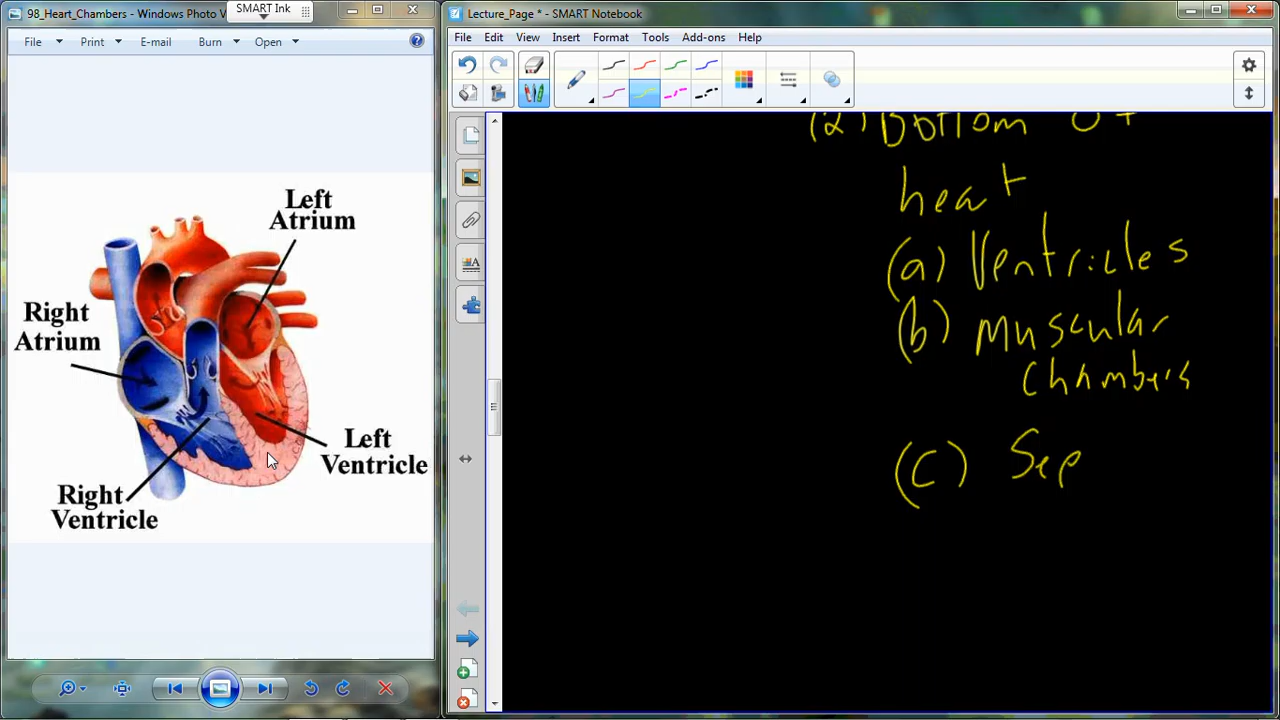 98_Heart_Chambers - Windows Photo V
SMART Ink
File Print E-mail Burn Open
Left
Atrium
Right
Atrium
Left
Ventricle
Right
Ventricle
Lecture_Page * - SMART Notebook
File Edit View Insert Format Tools Add-ons Help
(2) Bottom of
heart
(a) Ventricles
(b) muscular
chambers
(C) Sep